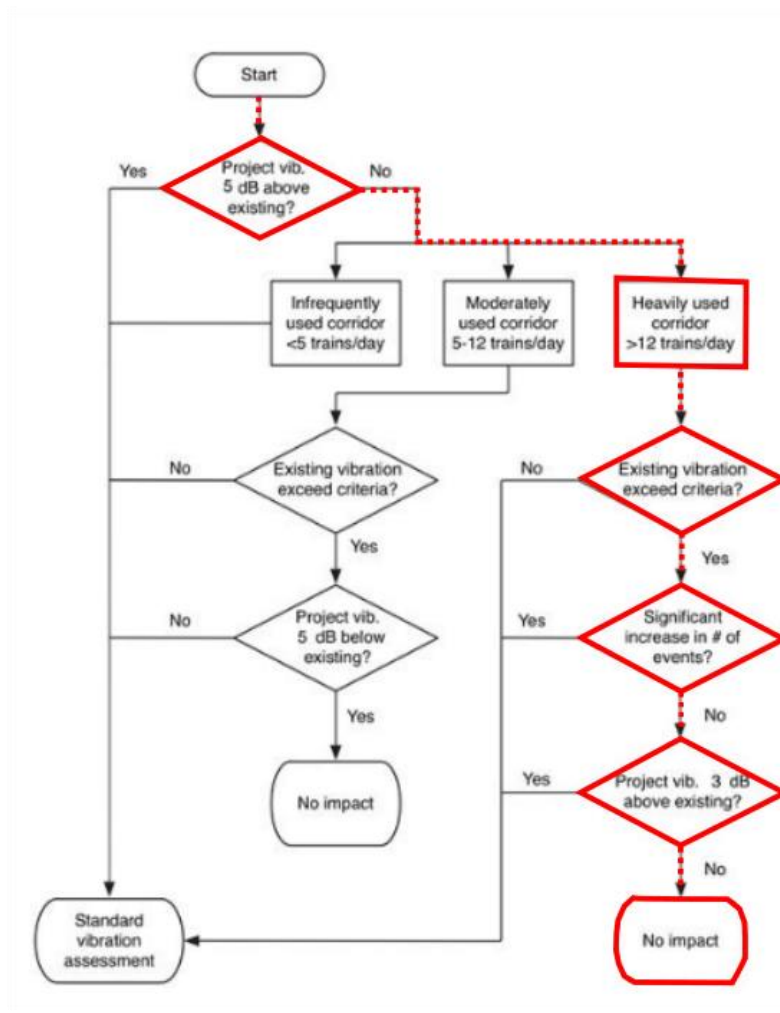 Start
Yes
Project vib.
5 dB above
existing?
No
Infrequently
used corridor
<5 trains/day
Moderately
used corridor
5-12 trains/day
Heavily used
corridor
>12 trains/day
No
Existing vibration
exceed criteria?
No
Existing vibration
exceed criteria?
Yes
Yes
No
Project vib.
5 dB below
existing?
Yes
Significant
increase in # of
events?
Yes
No
No impact
Yes
Project vib. 3 dB
above existing?
No
Standard
vibration
assessment
No impact